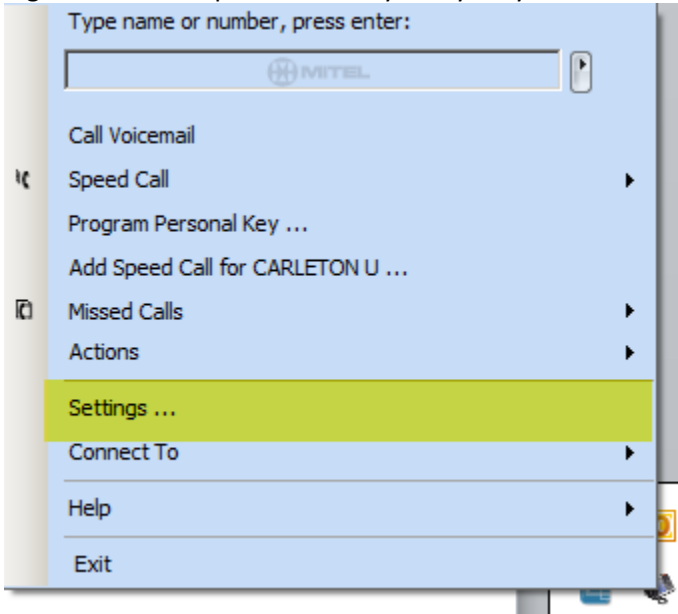 Type name or number, press enter:
MITEL
Call Voicemail
Speed Call
Program Personal Key ...
Add Speed Call for CARLETON U ...
Missed Calls
Actions
Settings ...
Connect To
Help
Exit